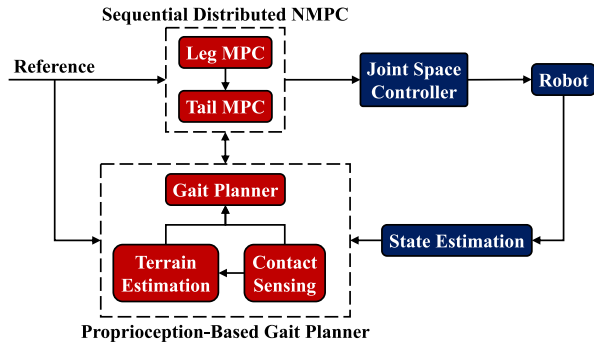 Sequential Distributed NMPC
Reference
Leg MPC
Tail MPC
Joint Space
Controller
Robot
Gait Planner
Terrain
Estimation
Contact
Sensing
State Estimation
Proprioception-Based Gait Planner